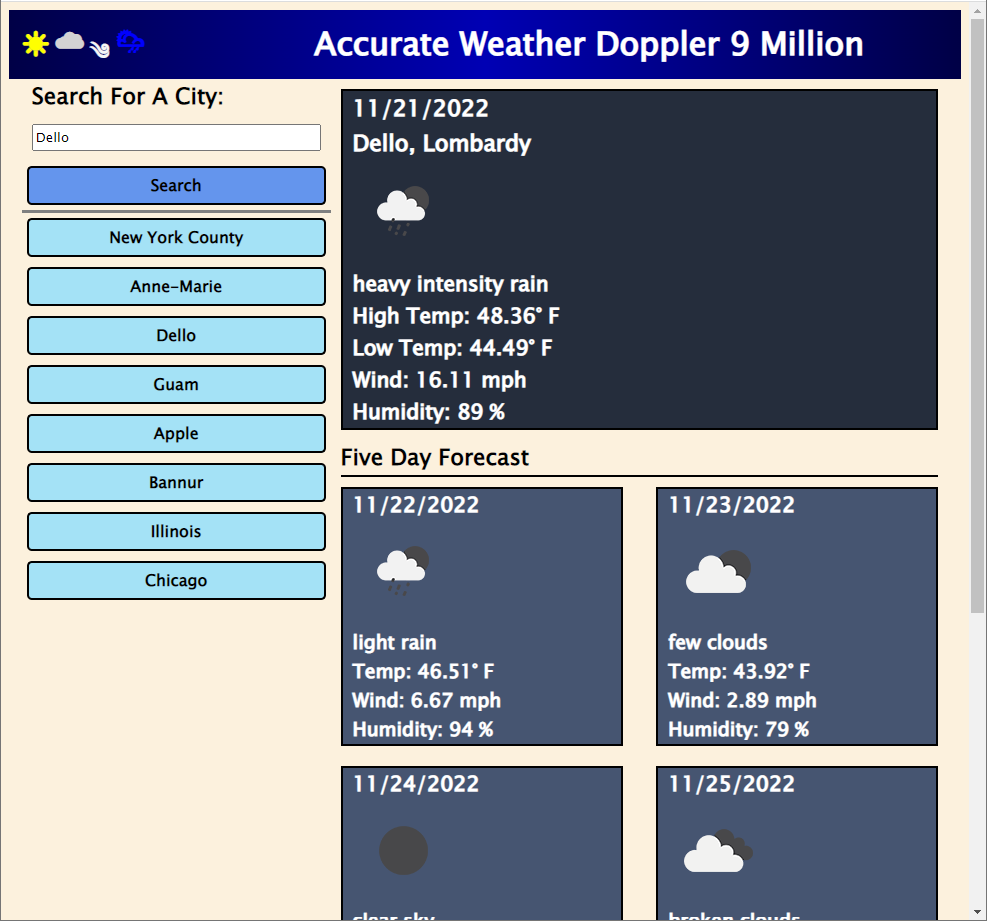 Accurate Weather Doppler 9 Million
Search For A City:
Dello
Search
New York County
Anne-Marie
Dello
Guam
Apple
Bannur
Illinois
Chicago
11/21/2022
Dello, Lombardy
heavy intensity rain
High Temp: 48.36° F
Low Temp: 44.49° F
Wind: 16.11 mph
Humidity: 89 %
Five Day Forecast
11/22/2022
light rain
Temp: 46.51° F
Wind: 6.67 mph
Humidity: 94 %
11/23/2022
few clouds
Temp: 43.92° F
Wind: 2.89 mph
Humidity: 79 %
11/24/2022
clear sky
11/25/2022
broken clouds